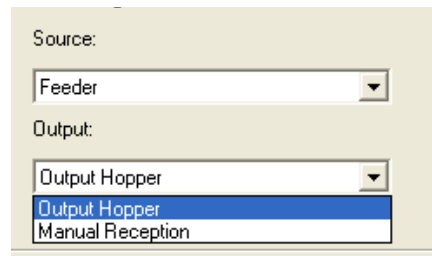 Source:
Feeder
Output:
Output Hopper
Output Hopper
Manual Reception